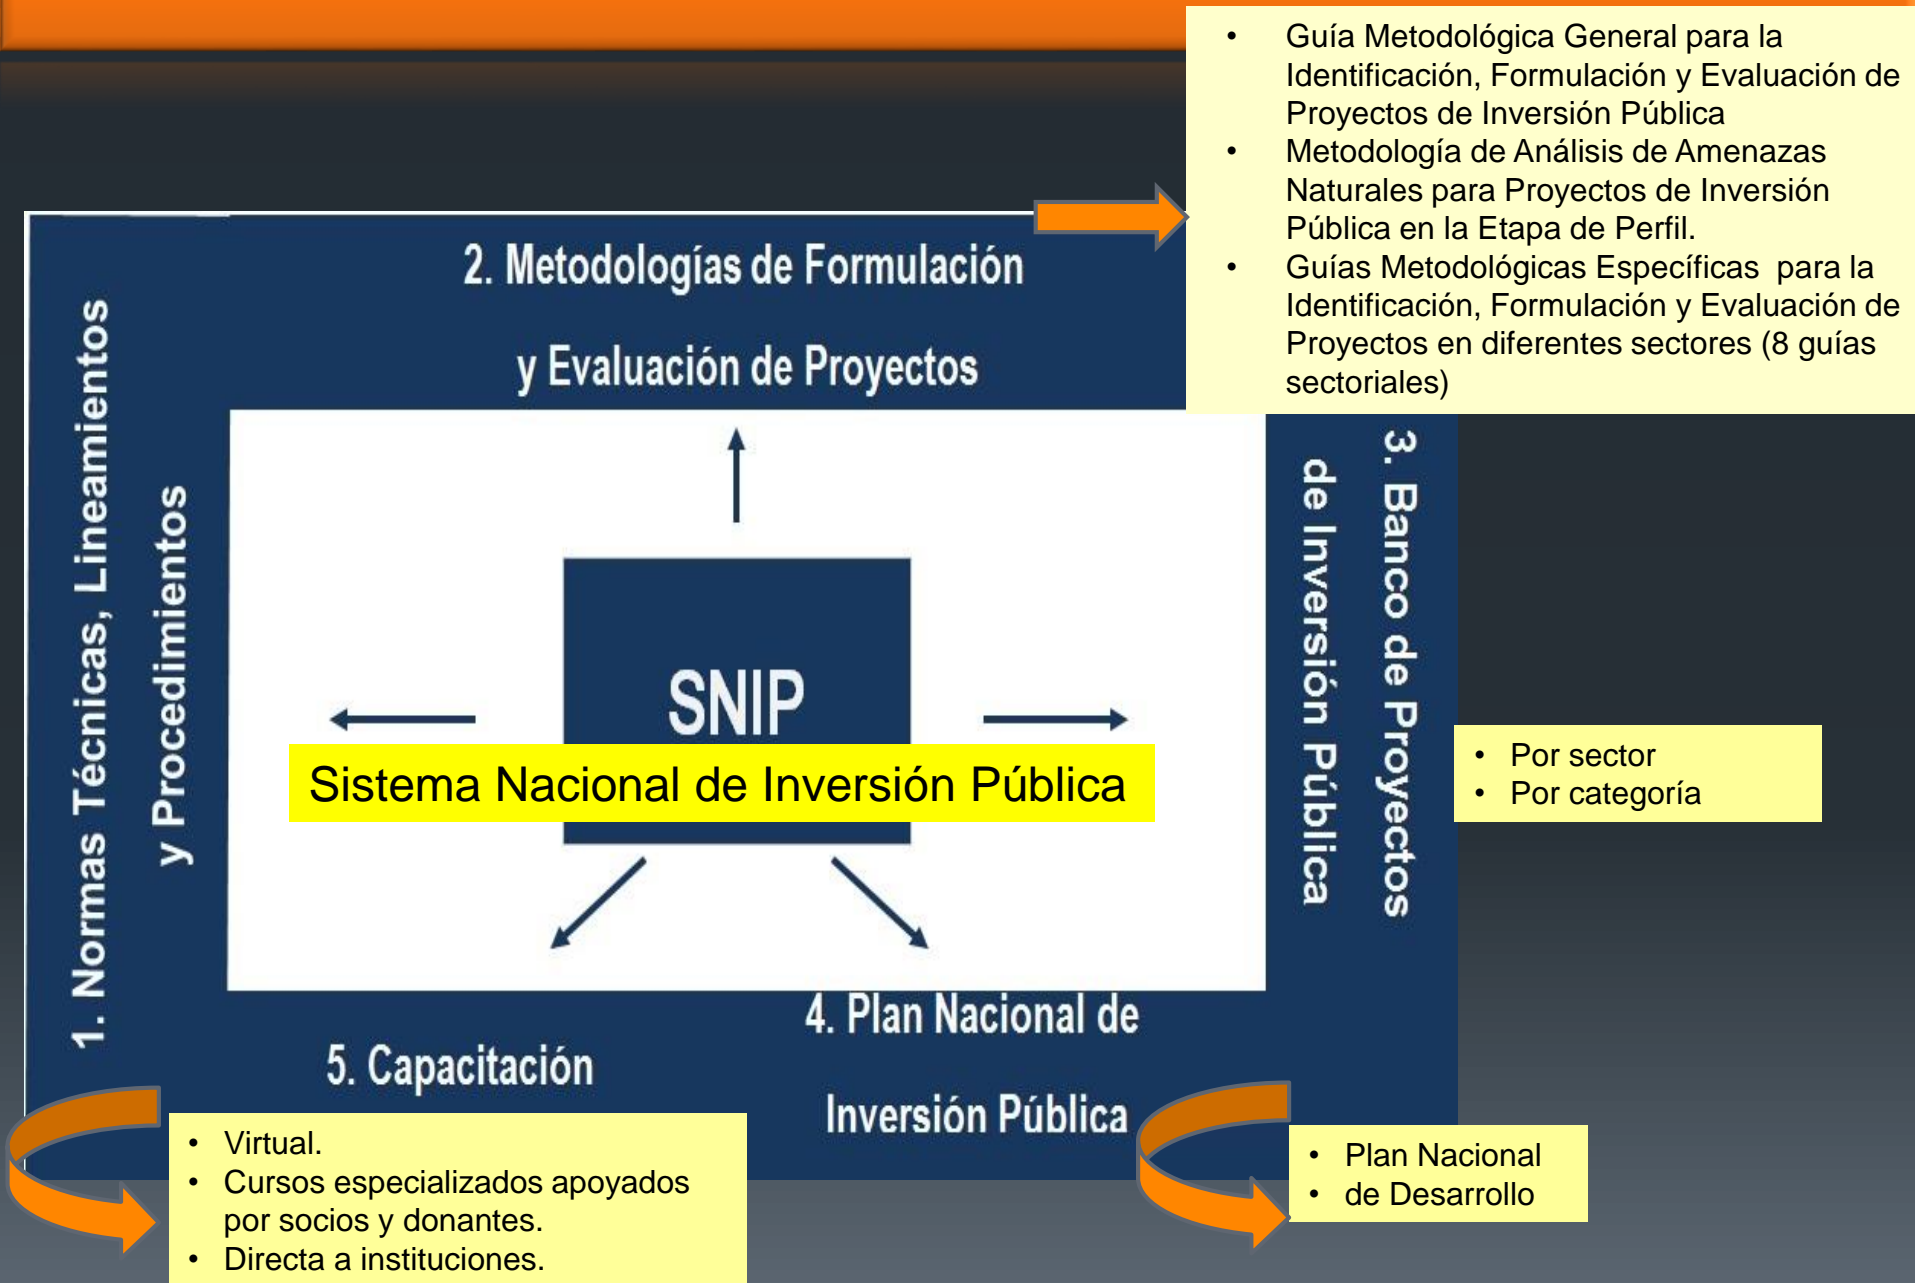 • Guía Metodológica General para la
Identificación, Formulación y Evaluación de
Proyectos de Inversión Pública
• Metodología de Análisis de Amenazas
Naturales para Proyectos de Inversión
Pública en la Etapa de Perfil.
• Guías Metodológicas Específicas para la
Identificación, Formulación y Evaluación de
Proyectos en diferentes sectores (8 guías
sectoriales)
2. Metodologías de Formulación
y Evaluación de Proyectos
1. Normas Técnicas, Lineamientos
y Procedimientos
SNIP
Sistema Nacional de Inversión Pública
3. Banco de Proyectos
de Inversión Pública
• Por sector
• Por categoría
4. Plan Nacional de
Inversión Pública
5. Capacitación
• Virtual.
• Cursos especializados apoyados
por socios y donantes.
• Directa a instituciones.
• Plan Nacional
• de Desarrollo